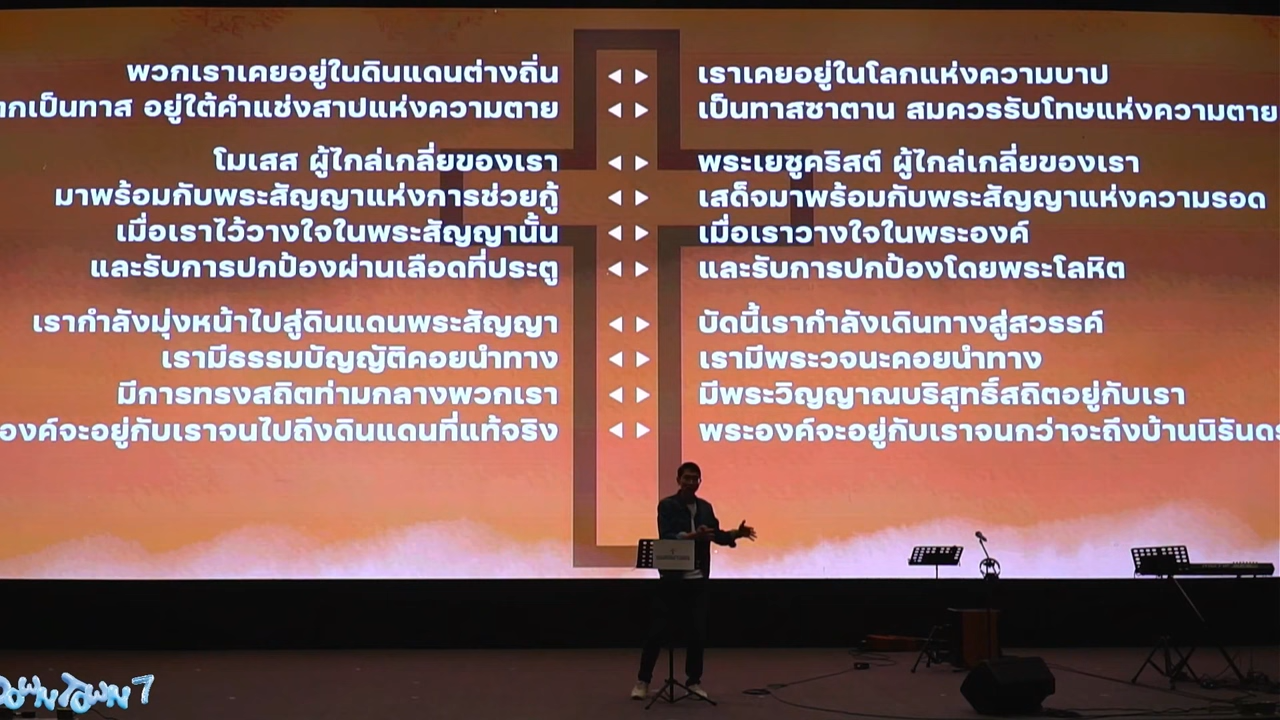 พวกเราเคยอยู่ในดินแดนต่างถิ่น
เราเคยอยู่ในโลกแห่งความบาป
เป็นทาส อยู่ใต้คำแช่งสาปแห่งความตาย
เป็นทาสซาตาน สมควรรับโทษแห่งความตาย
โมเสส ผู้ไกล่เกลี่ยของเรา
พระเยซูคริสต์ ผู้ไกล่เกลี่ยของเรา
มาพร้อมกับพระสัญญาแห่งการช่วยกู้
เสด็จมาพร้อมกับพระสัญญาแห่งความรอด
เมื่อเราไว้วางใจในพระสัญญานั้น
เมื่อเราวางใจในพระองค์
และรับการปกป้องผ่านเลือดที่ประตู
และรับการปกป้องโดยพระโลหิต
เรากำลังมุ่งหน้าไปสู่ดินแดนพระสัญญา
บัดนี้เรากำลังเดินทางสู่สวรรค์
เรามีธรรมบัญญัติคอยนำทาง
เรามีพระวจนะคอยนำทาง
มีการทรงสถิตท่ามกลางพวกเรา
มีพระวิญญาณบริสุทธิ์สถิตอยู่กับเรา
องค์จะอยู่กับเราจนไปถึงดินแดนที่แท้จริง
พระองค์จะอยู่กับเราจนกว่าจะถึงบ้านนิรันดร
DOWNTOWN 7